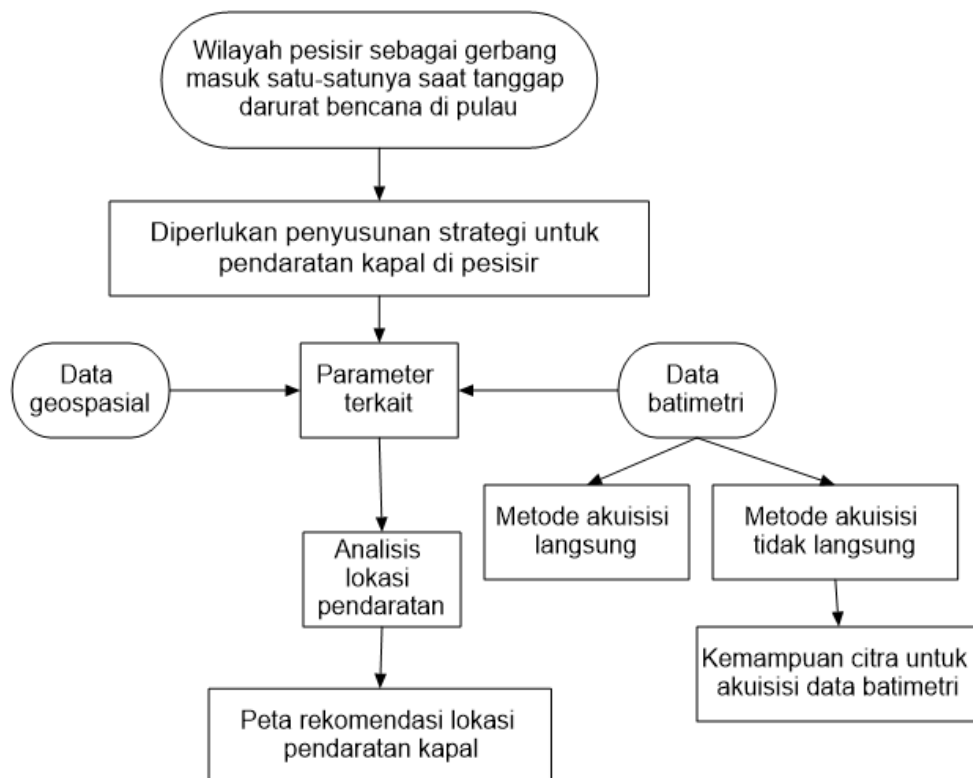 Wilayah pesisir sebagai gerbang
masuk satu-satunya saat tanggap
darurat bencana di pulau
Diperlukan penyusunan strategi untuk
pendaratan kapal di pesisir
Data
geospasial
Parameter
terkait
Data
batimetri
Metode akuisisi
langsung
Metode akuisisi
tidak langsung
Analisis
lokasi
pendaratan
Kemampuan citra untuk
akuisisi data batimetri
Peta rekomendasi lokasi
pendaratan kapal